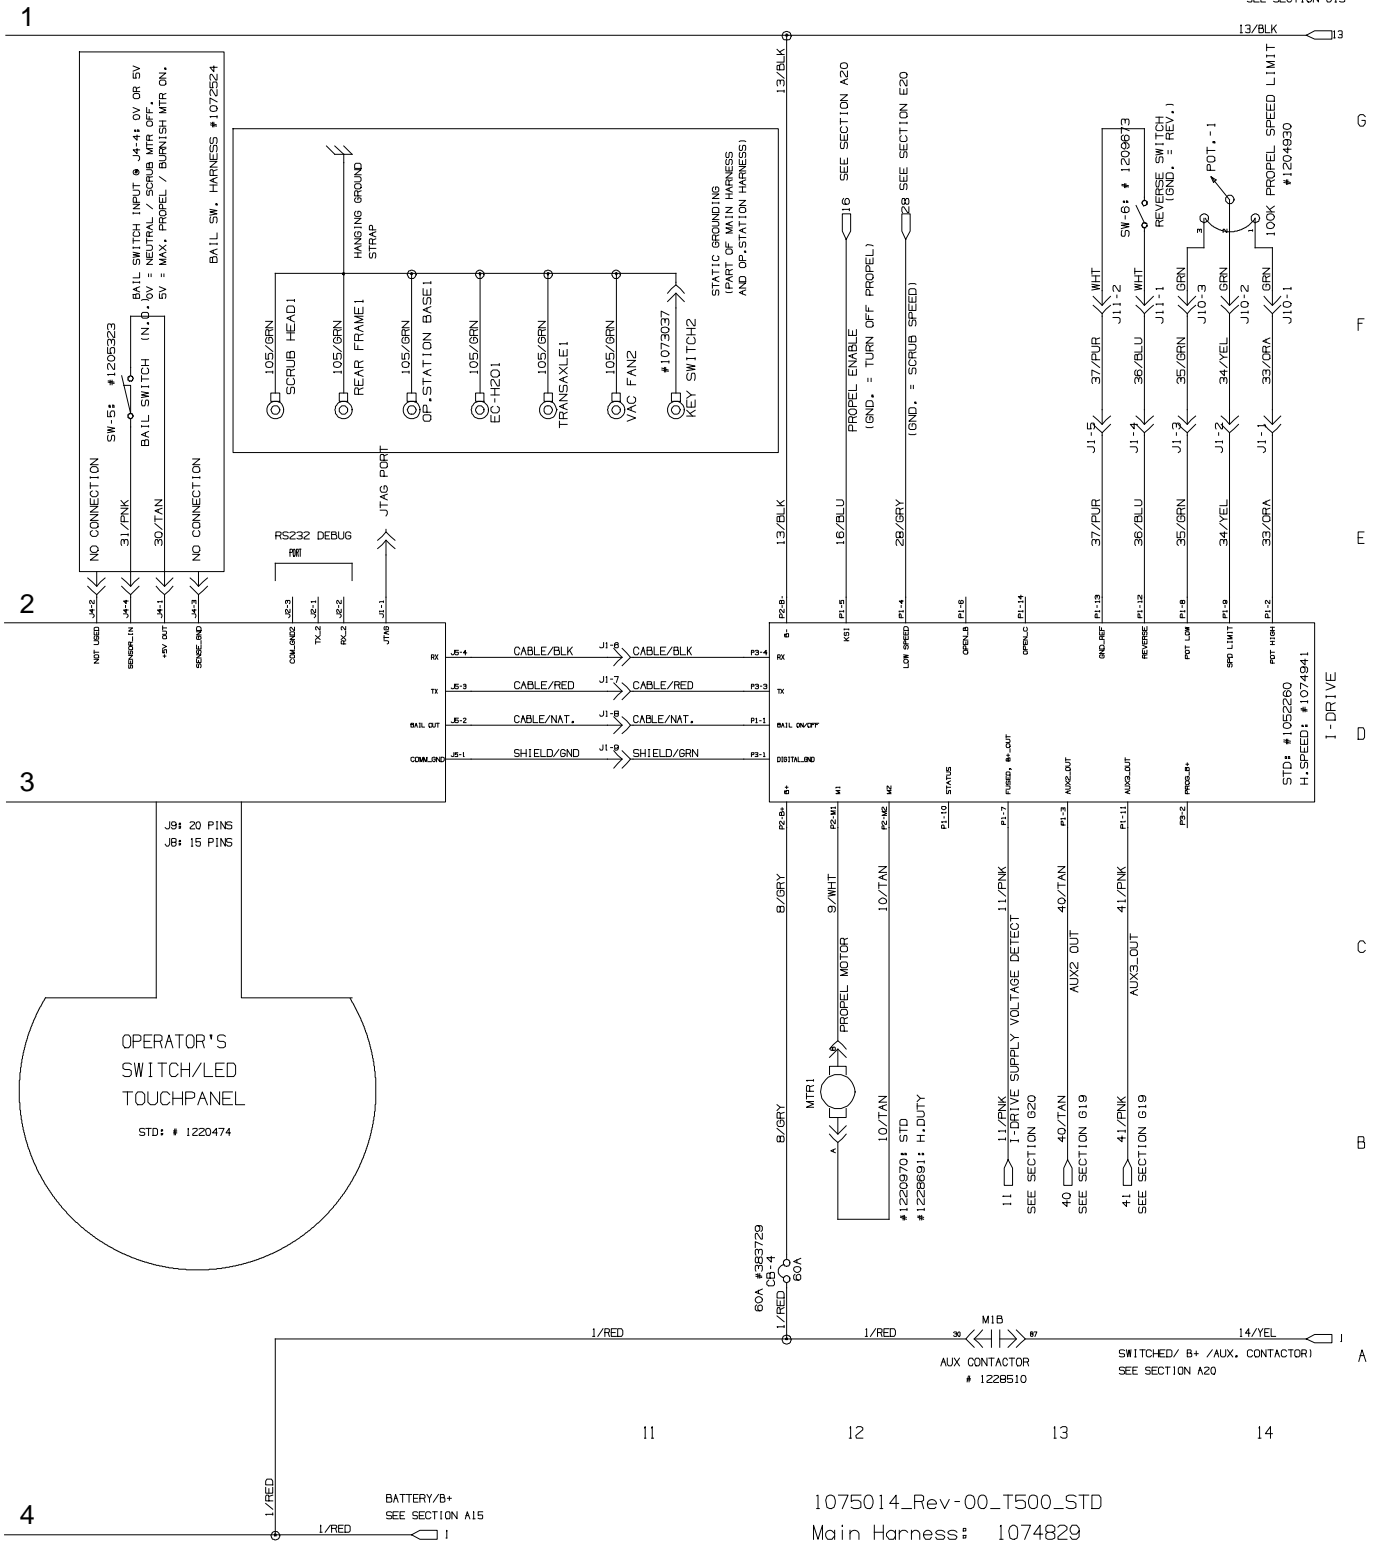 1
SEE SECTION G15
13/BLK
13
G
F
E
D
C
B
A
BAIL SWITCH INPUT @ J4-4: 0V OR 5V
0V = NEUTRAL / SCRUB MTR OFF.
5V = MAX. PROPEL / BURNISH MTR ON.
BAIL SW. HARNESS #1072524
SW-5: #1205323
BAIL SWITCH (N.O.)
NO CONNECTION
31/PNK
30/TAN
NO CONNECTION
J4-2
J4-4
J4-1
J4-3
HANGING GROUND
STRAP
STATIC GROUNDING
(PART OF MAIN HARNESS
AND OP.STATION HARNESS)
105/GRN
SCRUB HEAD1
105/GRN
REAR FRAME1
105/GRN
OP.STATION BASE1
105/GRN
EC-H2O1
105/GRN
TRANSAXLE1
105/GRN
VAC FAN2
#1073037
KEY SWITCH2
RS232 DEBUG
PORT
JTAG PORT
J2-3
J2-1
J2-2
J1-1
13/BLK
13/BLK
16 SEE SECTION A20
PROPEL ENABLE
(GND. = TURN OFF PROPEL)
16/BLU
28 SEE SECTION E20
(GND. = SCRUB SPEED)
28/GRY
SW-6: # 1209673
REVERSE SWITCH
(GND. = REV.)
POT.-1
3
2
1
100K PROPEL SPEED LIMIT
#1204930
WHT
WHT
GRN
GRN
GRN
J11-2
J11-1
J10-3
J10-2
J10-1
37/PUR
36/BLU
35/GRN
34/YEL
33/ORA
J1-5
J1-4
J1-3
J1-2
J1-1
37/PUR
36/BLU
35/GRN
34/YEL
33/ORA
2
P2-B-
P1-5
P1-4
P1-6
P1-14
P1-13
P1-12
P1-8
P1-9
P1-2
NOT USED
SENSOR_IN
+5V OUT
SENSE_GND
COM_GND2
TX_2
RX_2
JTAG
B-
KSI
LOW SPEED
OPEN_B
OPEN_C
GND_REF
REVERSE
POT LOW
SPD LIMIT
POT HIGH
RX J5-4 CABLE/BLK J1-6 CABLE/BLK P3-4 RX
TX J5-3 CABLE/RED J1-7 CABLE/RED P3-3 TX
BAIL OUT J5-2 CABLE/NAT. J1-8 CABLE/NAT. P1-1 BAIL ON/OFF
COMM_GND J5-1 SHIELD/GND J1-9 SHIELD/GRN P3-1 DIGITAL_GND
STD: #1052260
H.SPEED: #1074941
I-DRIVE
3
B+
M1
M2
STATUS
FUSED, B+_OUT
AUX2_OUT
AUX3_OUT
PROG_B+
P2-B+
P2-M1
P2-M2
P1-10
P1-7
P1-3
P1-11
P3-2
J9: 20 PINS
J8: 15 PINS
8/GRY
9/WHT
10/TAN
11/PNK
40/TAN
41/PNK
PROPEL MOTOR
I-DRIVE SUPPLY VOLTAGE DETECT
AUX2 OUT
AUX3_OUT
OPERATOR'S
SWITCH/LED
TOUCHPANEL
STD: # 1220474
B
MTR1
A
8/GRY
10/TAN
#1220970: STD
#1228691: H.DUTY
11/PNK
11
SEE SECTION G20
40/TAN
40
SEE SECTION G19
41/PNK
41
SEE SECTION G19
60A #383729
CB-4
60A
1/RED
1/RED
1/RED
M1B
30
87
AUX CONTACTOR
# 1228510
14/YEL
1
SWITCHED/ B+ /AUX. CONTACTOR)
SEE SECTION A20
11
12
13
14
1/RED
BATTERY/B+
SEE SECTION A15
4
1/RED
1
1075014_Rev-00_T500_STD
Main Harness: 1074829